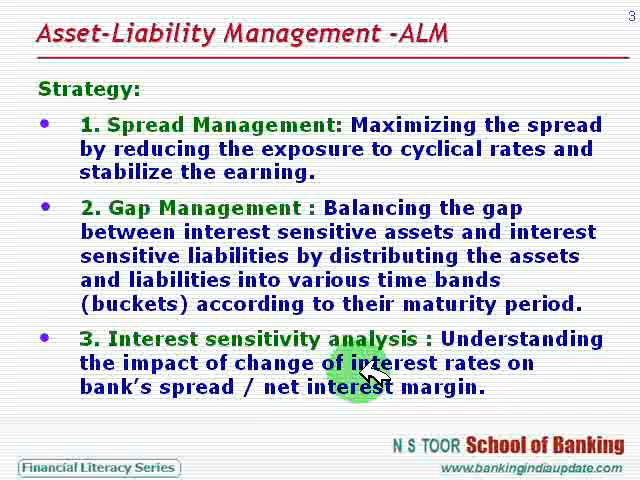 3
Asset-Liability Management -ALM
Strategy:
• 1. Spread Management: Maximizing the spread
by reducing the exposure to cyclical rates and
stabilize the earning.
• 2. Gap Management : Balancing the gap
between interest sensitive assets and interest
sensitive liabilities by distributing the assets
and liabilities into various time bands
(buckets) according to their maturity period.
• 3. Interest sensitivity analysis : Understanding
the impact of change of interest rates on
bank's spread / net interest margin.
N S TOOR School of Banking
Financial Literacy Series
www.bankingindiaupdate.com